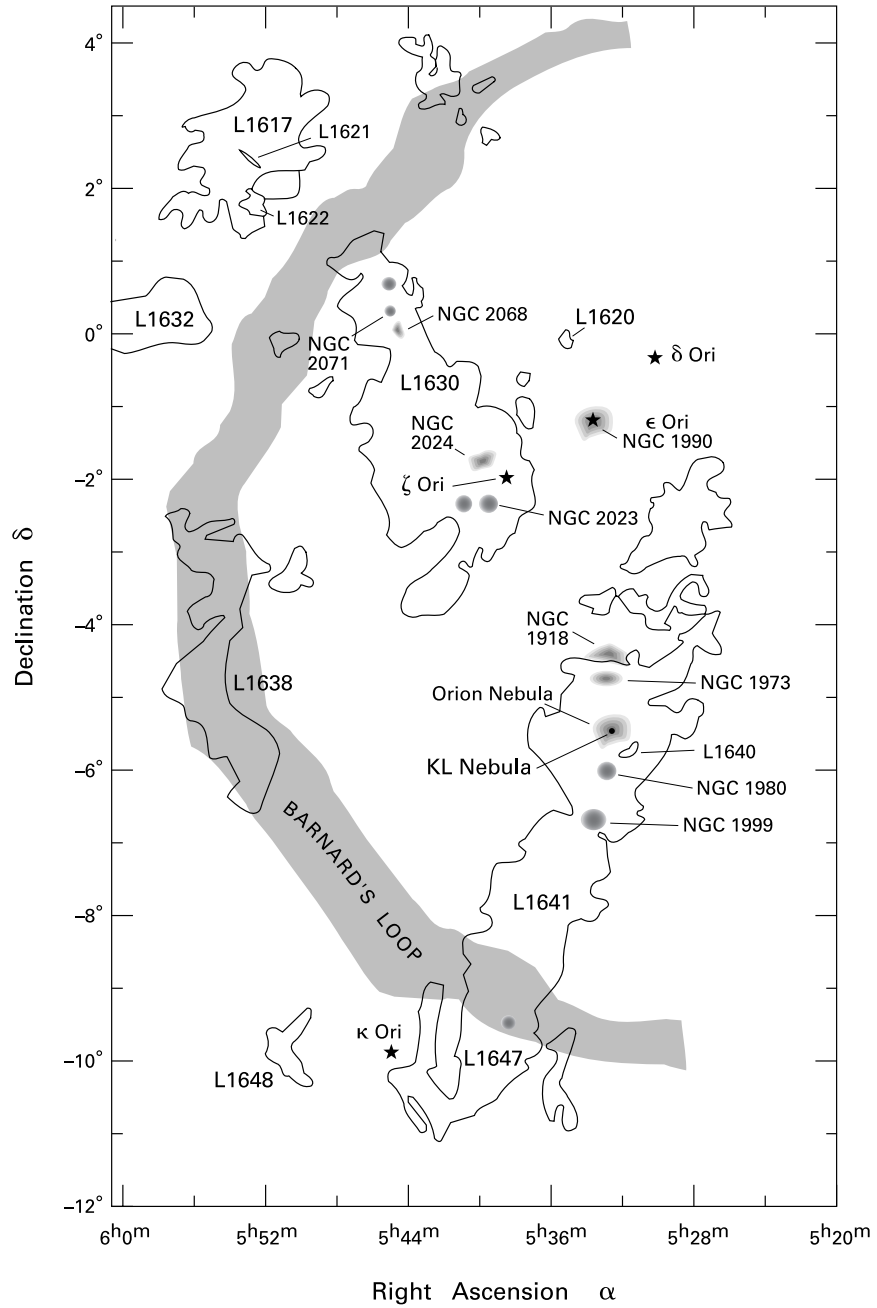 4°
L1617
L1621
2°
L1622
L1632
NGC 2068
L1620
0°
NGC
2071
δ Ori
L1630
NGC
2024
ϵ Ori
NGC 1990
−2°
ζ Ori
NGC 2023
−4°
NGC
1918
L1638
NGC 1973
Orion Nebula
L1640
KL Nebula
−6°
NGC 1980
NGC 1999
BARNARD'S LOOP
−8°
L1641
κ Ori
L1647
−10°
L1648
−12°
6h0m
5h52m
5h44m
5h36m
5h28m
5h20m
Declination δ
Right Ascension α